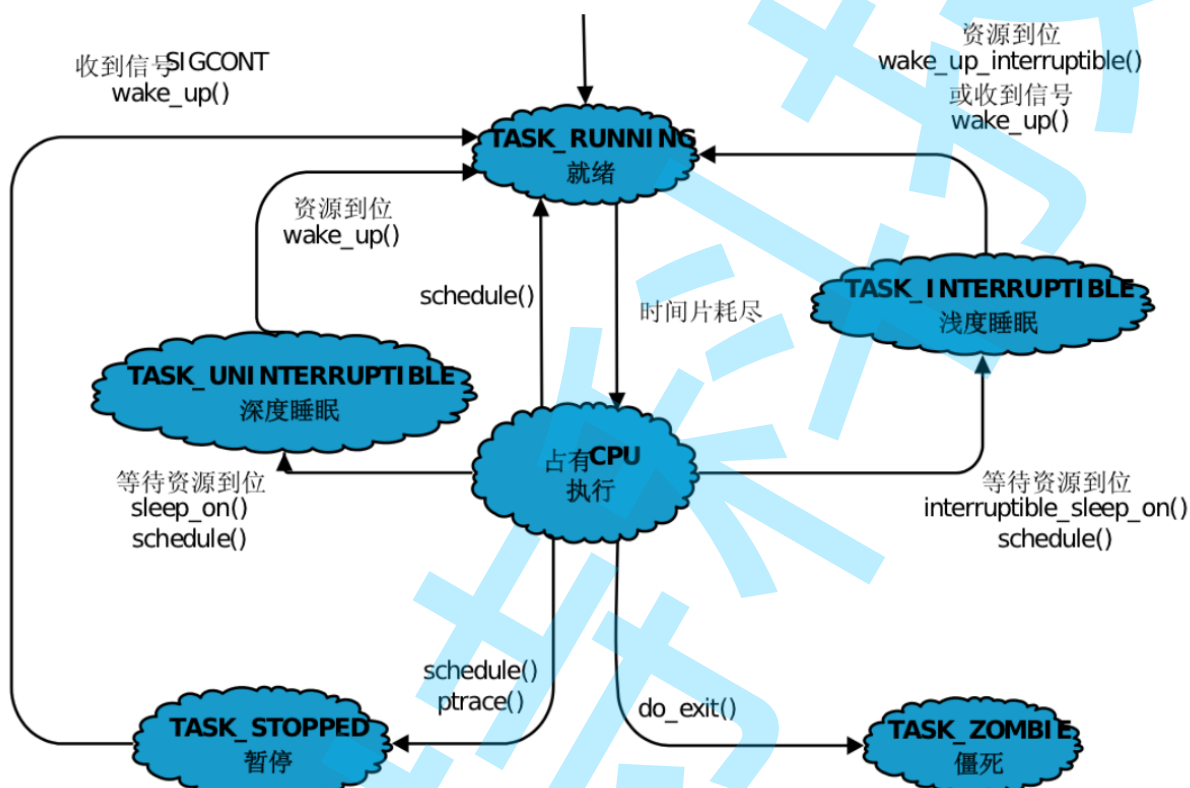 收到信号SIGCONT
wake_up()
资源到位
wake_up_interruptible()
或收到信号
wake_up()
TASK_RUNNING
就绪
资源到位
wake_up()
schedule()
时间片耗尽
TASK_INTERRUPTIBLE
浅度睡眠
TASK_UNINTERRUPTIBLE
深度睡眠
占有CPU
执行
等待资源到位
sleep_on()
schedule()
等待资源到位
interruptible_sleep_on()
schedule()
schedule()
ptrace()
do_exit()
TASK_STOPPED
暂停
TASK_ZOMBIE
僵死